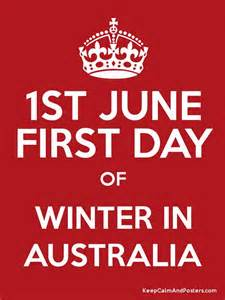 1ST JUNE
FIRST DAY
OF
WINTER IN
AUSTRALIA
KeepCalmAndPosters.com